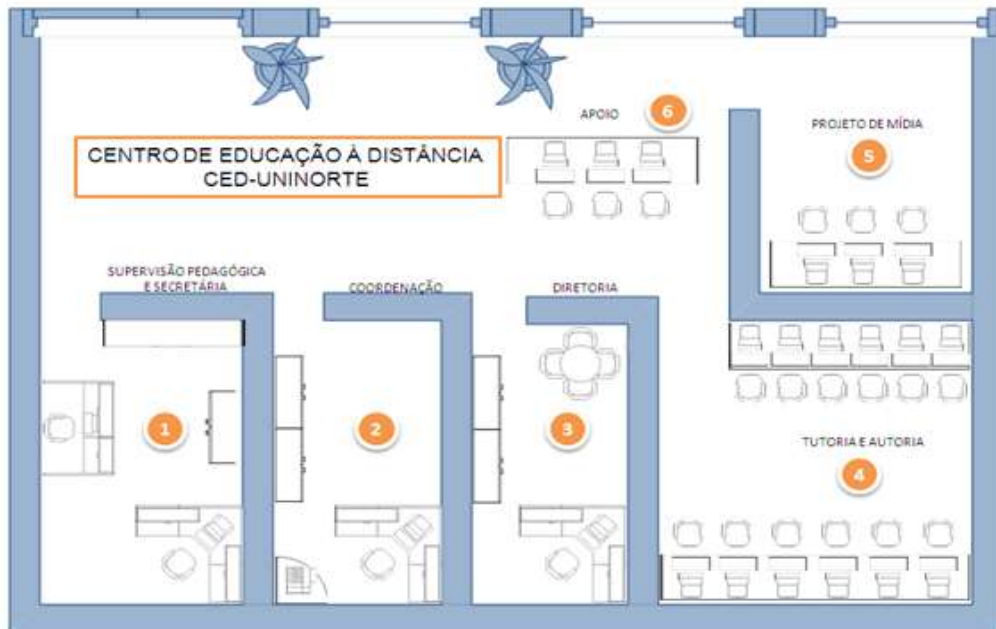 APOIO
6
PROJETO DE MÍDIA
5
CENTRO DE EDUCAÇÃO À DISTÂNCIA
CED-UNINORTE
SUPERVISÃO PEDAGÓGICA
E SECRETÁRIA
COORDENAÇÃO
DIRETORIA
1
2
3
TUTORIA E AUTORIA
4